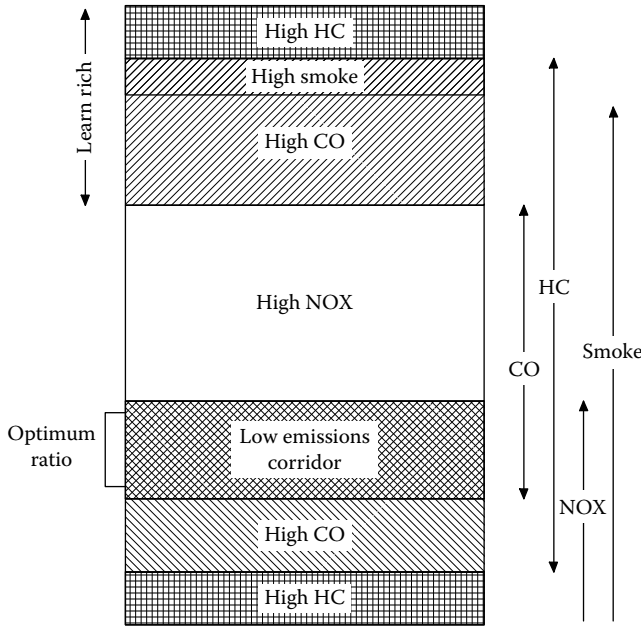 High HC
High smoke
Learn rich
High CO
High NOX
HC
Smoke
CO
Optimum
ratio
Low emissions
corridor
NOX
High CO
High HC